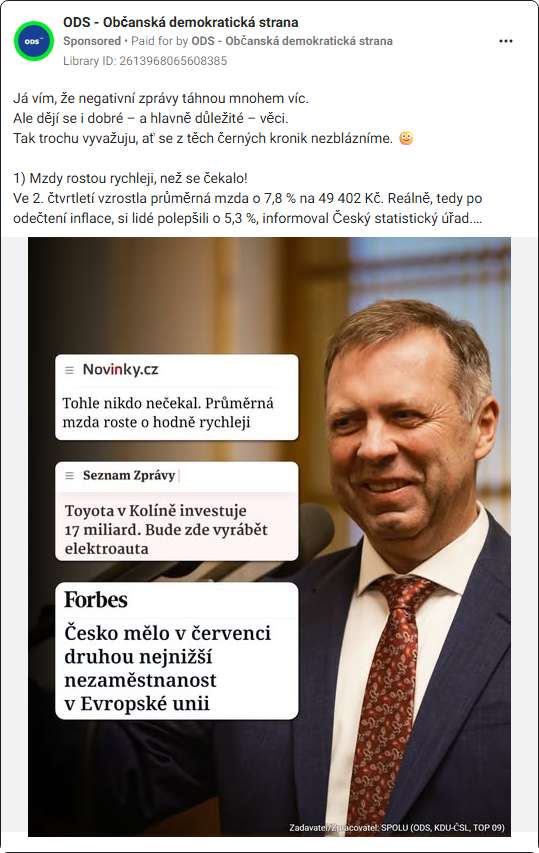 ODS - Občanská demokratická strana
Sponsored • Paid for by ODS - Občanská demokratická strana
Library ID: 2613968065608385
ODS
Já vím, že negativní zprávy táhnou mnohem víc.
Ale dějí se i dobré – a hlavně důležité – věci.
Tak trochu vyvažuju, ať se z těch černých kronik nezblázníme. 🙂
1) Mzdy rostou rychleji, než se čekalo!
Ve 2. čtvrtletí vzrostla průměrná mzda o 7,8 % na 49 402 Kč. Reálně, tedy po
odečtení inflace, si lidé polepšili o 5,3 %, informoval Český statistický úřad....
Novinky.cz
Tohle nikdo nečekal. Průměrná
mzda roste o hodně rychleji
Seznam Zprávy
Toyota v Kolíně investuje
17 miliard. Bude zde vyrábět
elektroauta
Forbes
Česko mělo v červenci
druhou nejnižší
nezaměstnanost
v Evropské unii
Zadavatel/Zpracovatel: SPOLU (ODS, KDU-ČSL, TOP 09)